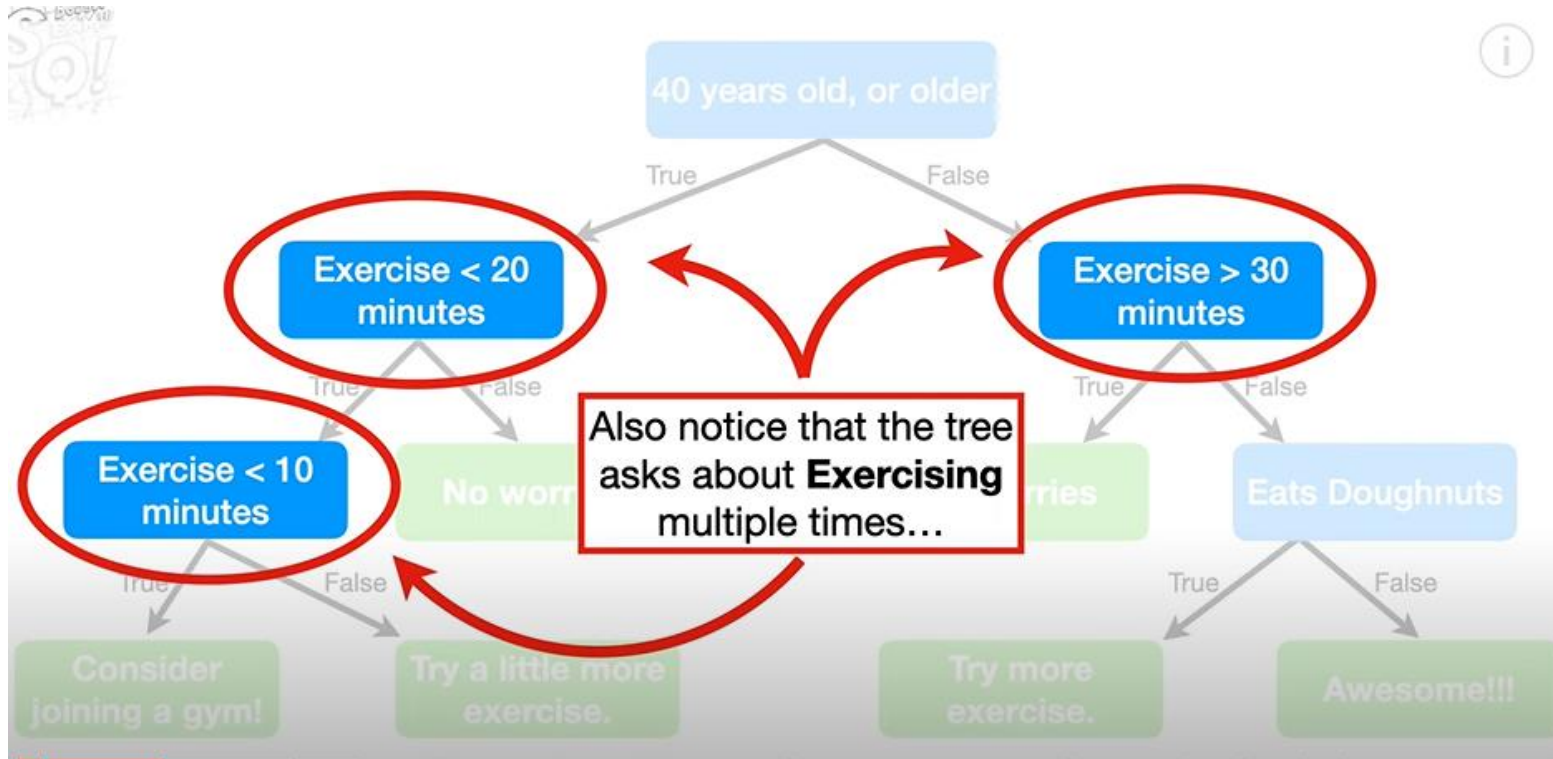 40 years old, or older
True
False
Exercise < 20
minutes
Exercise > 30
minutes
True
False
True
False
Also notice that the tree
asks about Exercising
multiple times...
Exercise < 10
minutes
No
Eats Doughnuts
True
False
True
False
Consider
joining a gym!
Try a little more
exercise.
Try more
exercise.
Awesome!!!